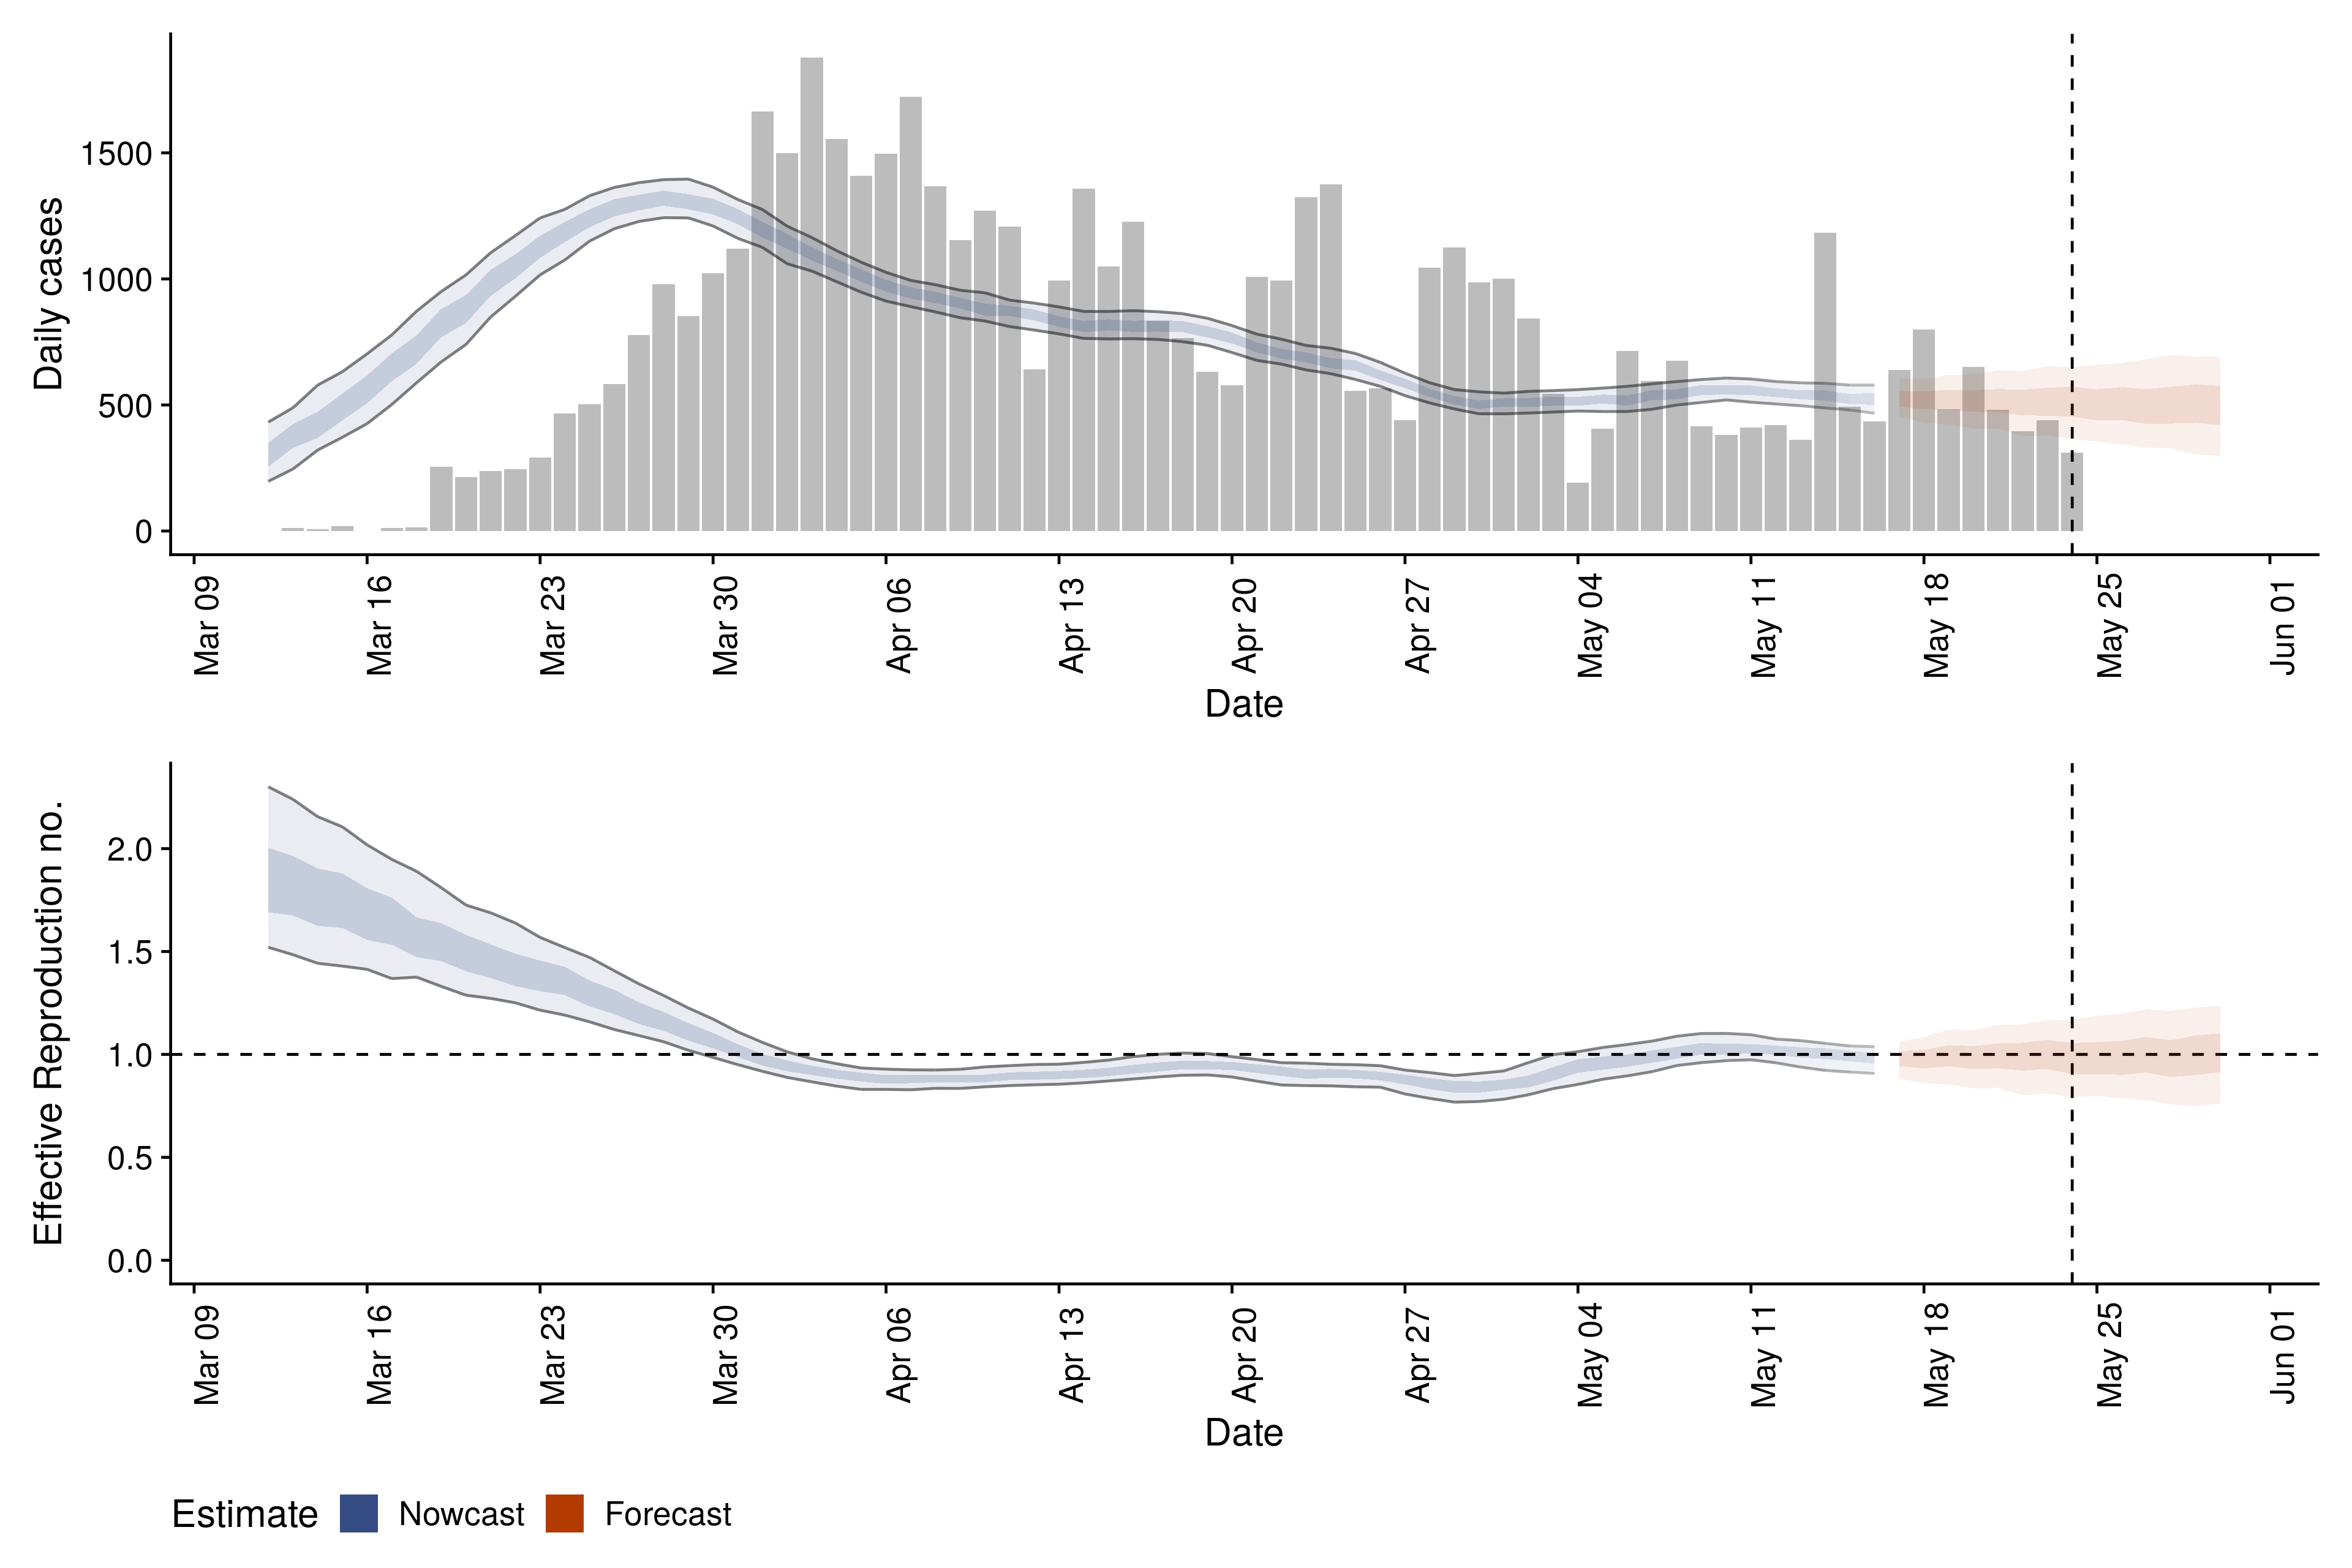 Daily cases
1500
1000
500
0
Mar 09
Mar 16
Mar 23
Mar 30
Apr 06
Apr 13
Apr 20
Apr 27
May 04
May 11
May 18
May 25
Jun 01
Date
Effective Reproduction no.
2.0
1.5
1.0
0.5
0.0
Mar 09
Mar 16
Mar 23
Mar 30
Apr 06
Apr 13
Apr 20
Apr 27
May 04
May 11
May 18
May 25
Jun 01
Date
Estimate Nowcast Forecast